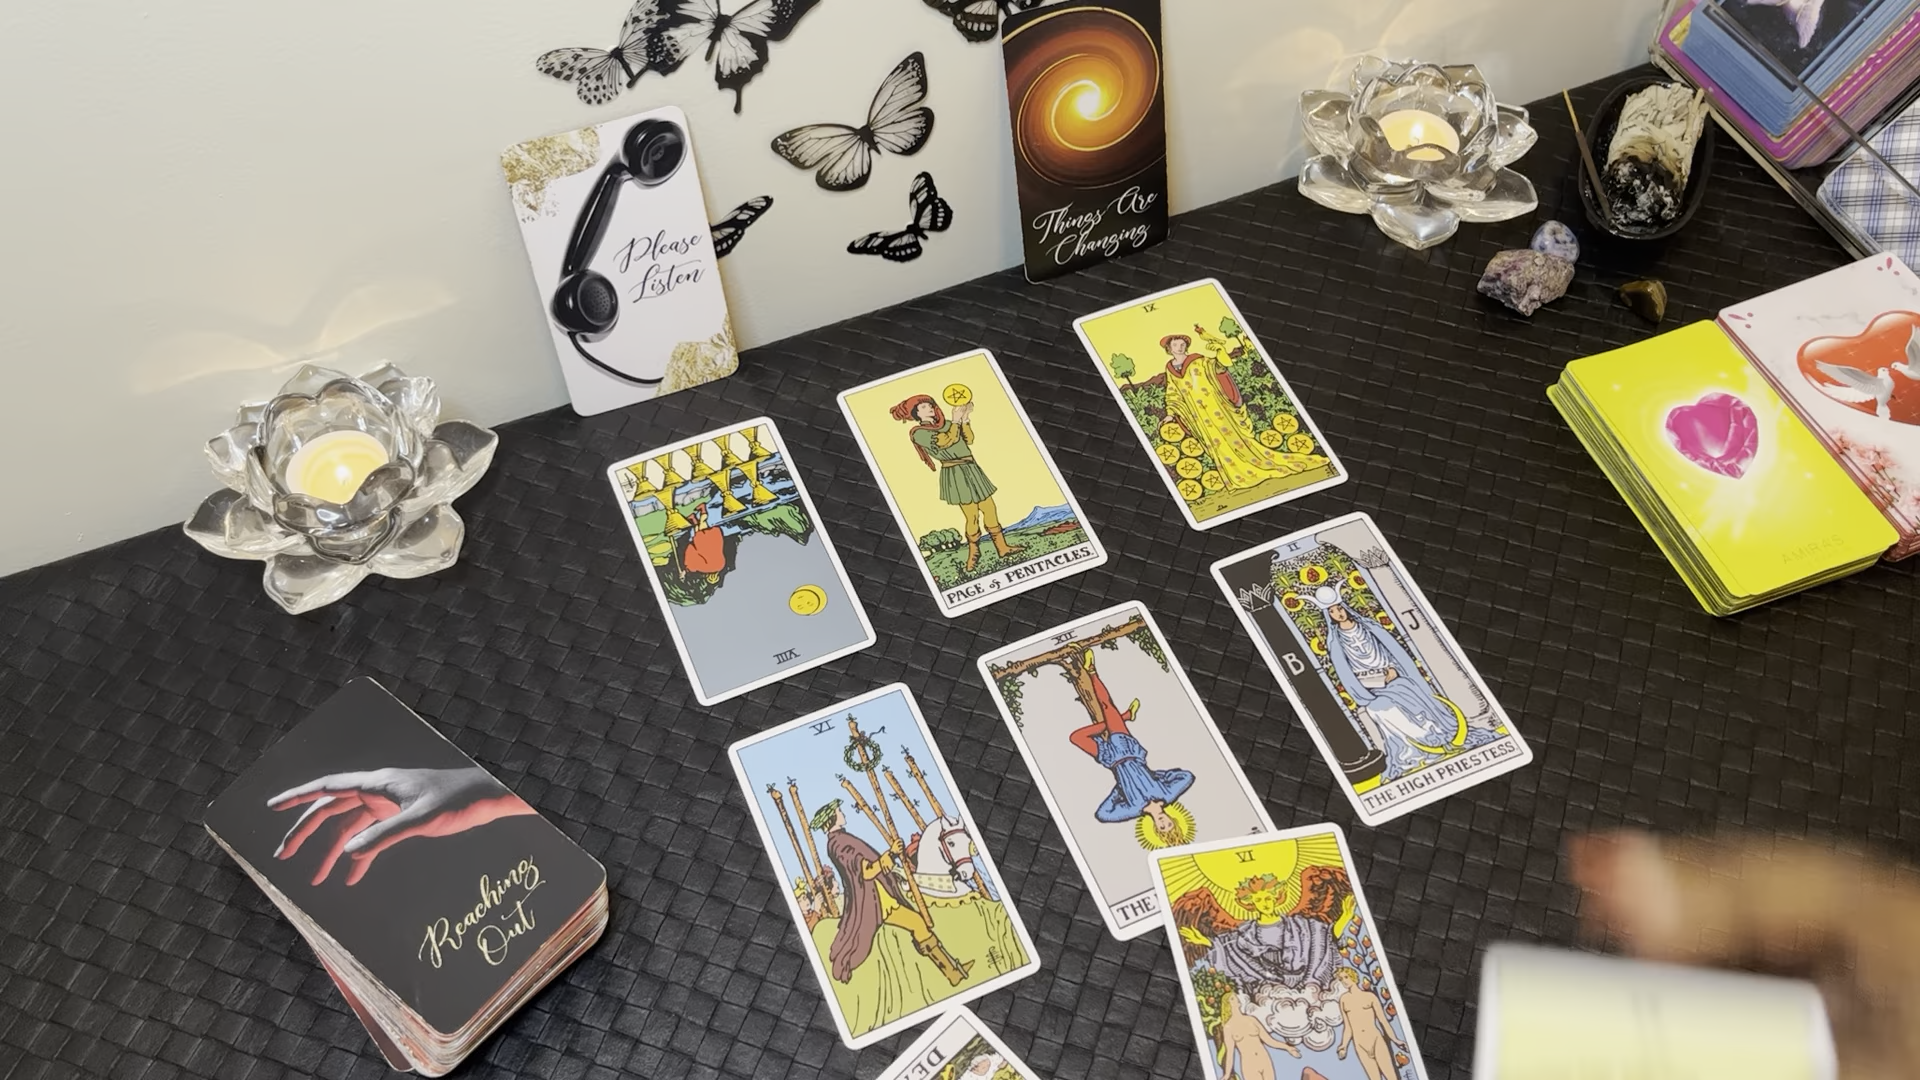 Please
Listen
Things Are
Changing
IX
PAGE of PENTACLES.
VIII
II
B
J
THE HIGH PRIESTESS
XII
THE
VI
VI
Reaching
Out
AMIRAS